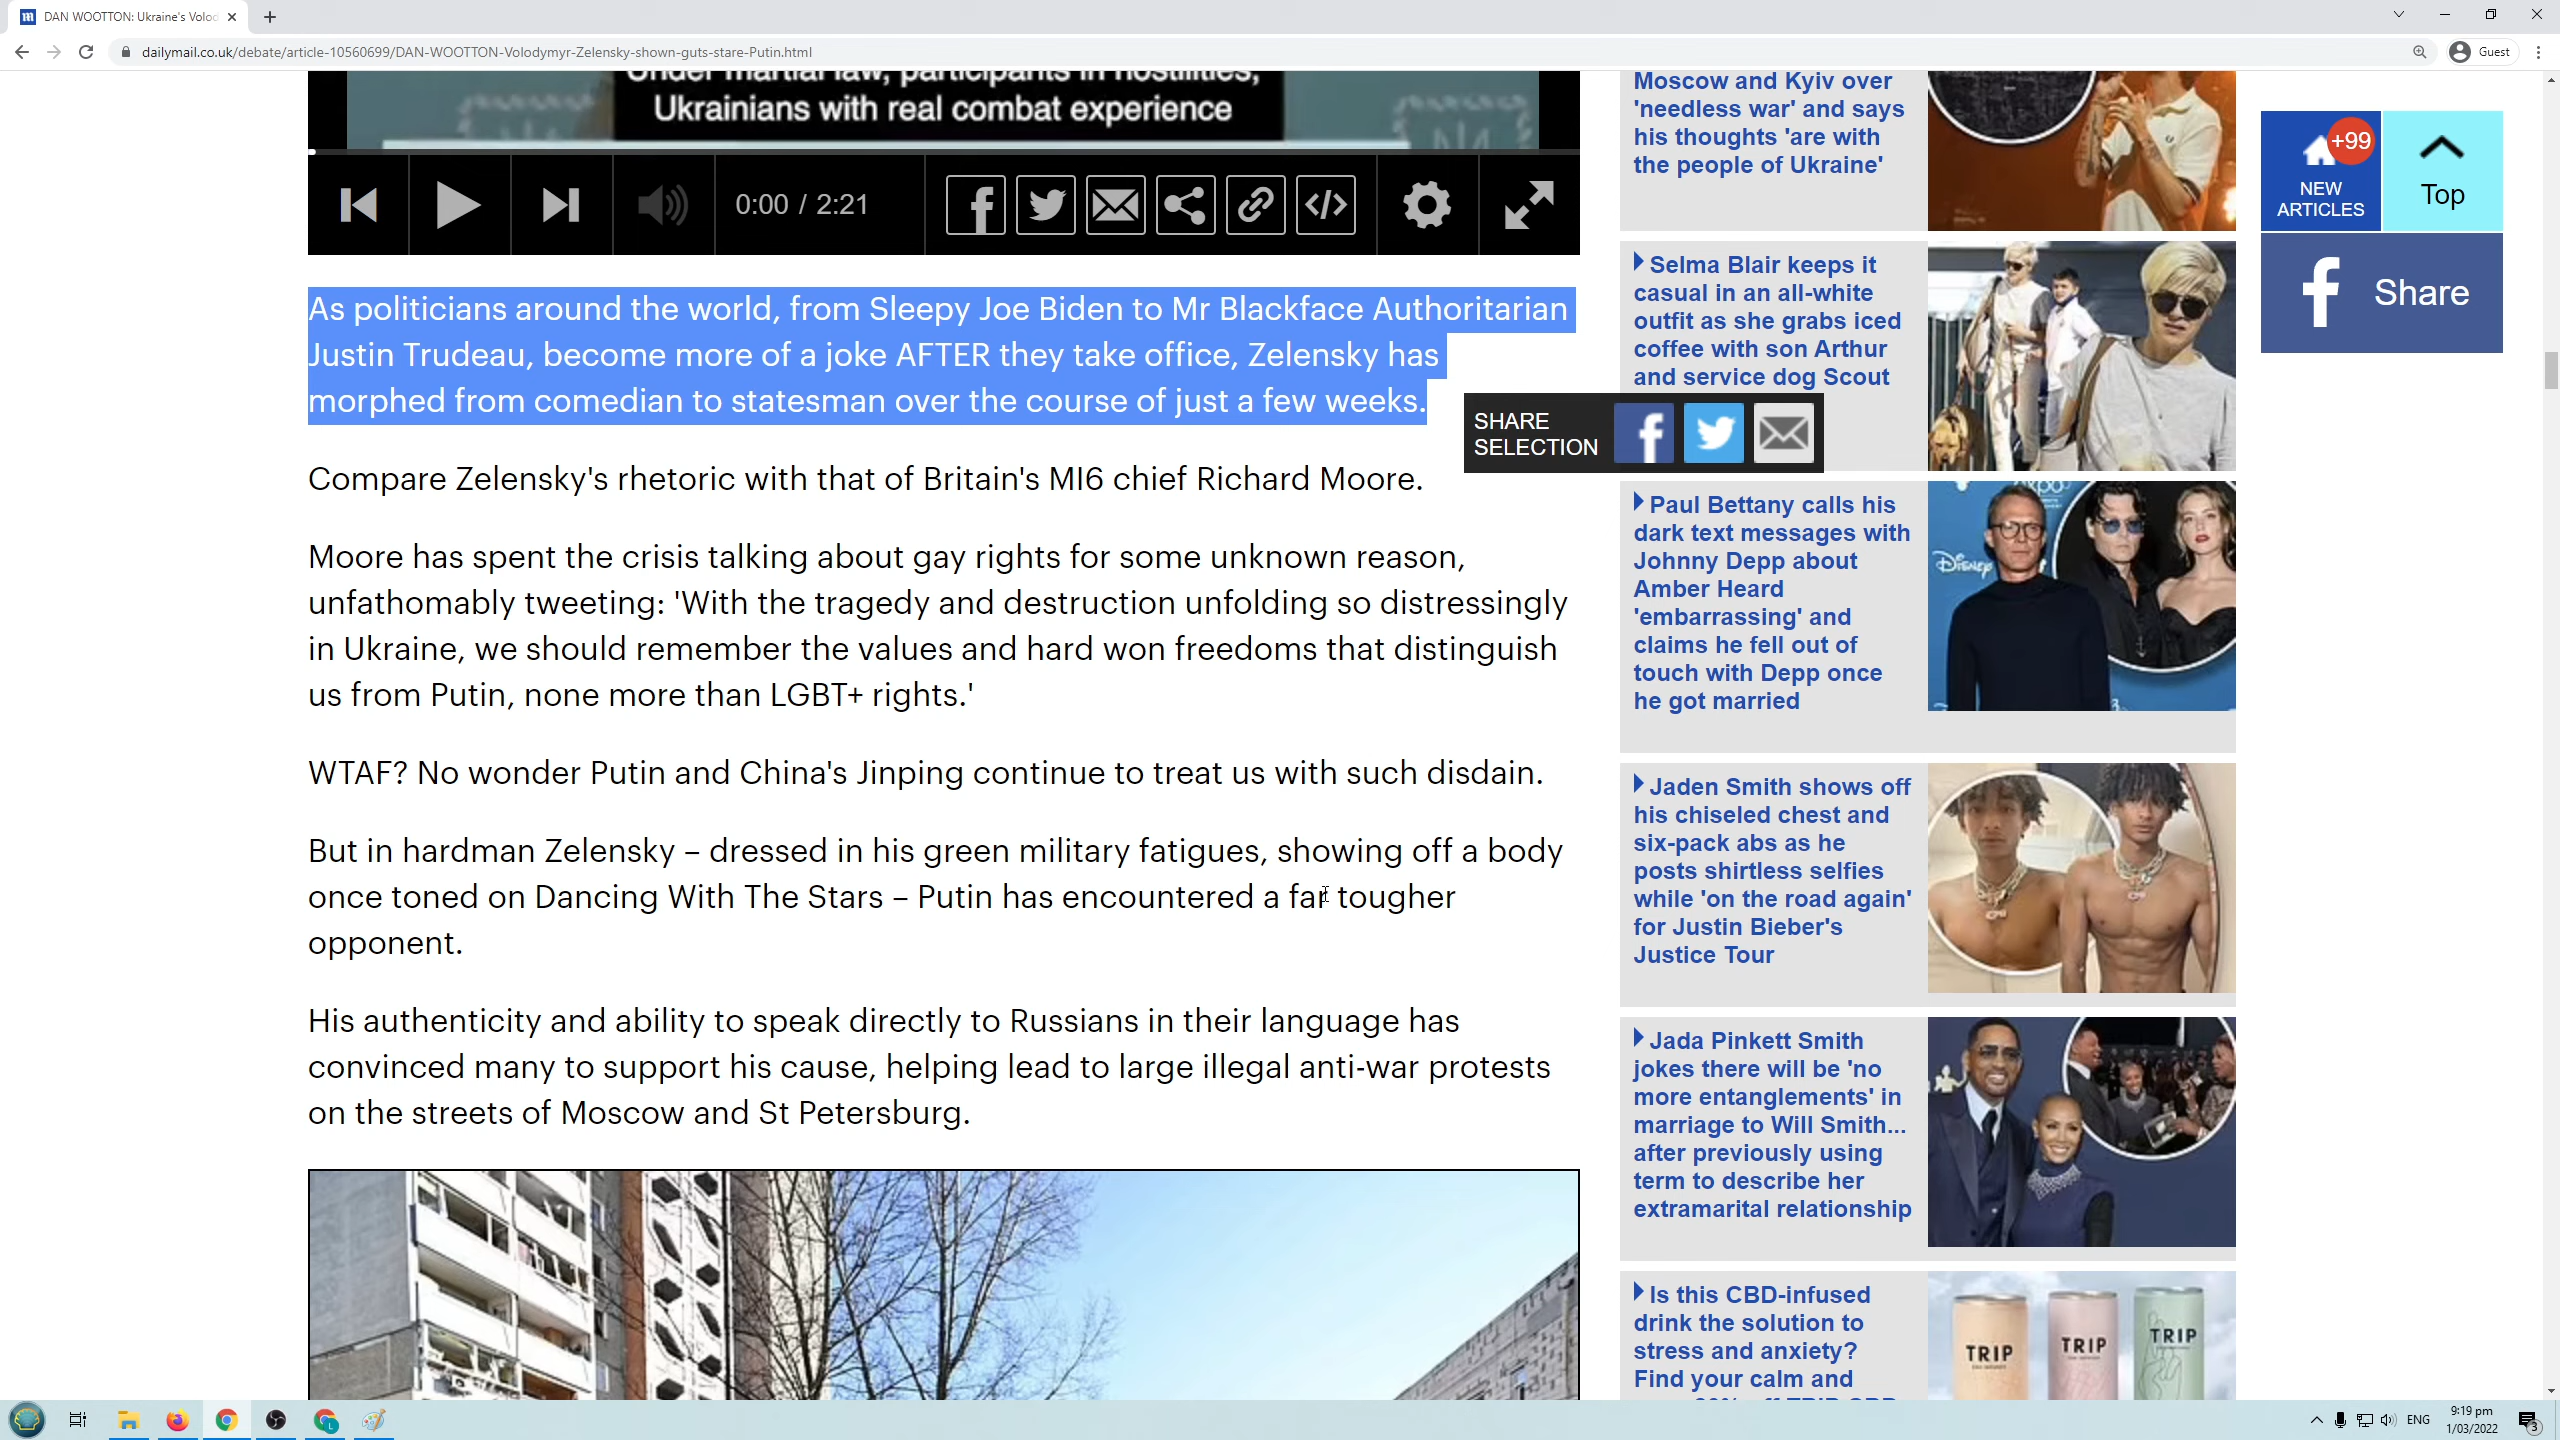 DAN WOOTTON: Ukraine's Volod
dailymail.co.uk/debate/article-10560699/DAN-WOOTTON-Volodymyr-Zelensky-shown-guts-stare-Putin.html
Guest
Under martial law, participants in hostilities,
Ukrainians with real combat experience
0:00 / 2:21
As politicians around the world, from Sleepy Joe Biden to Mr Blackface Authoritarian
Justin Trudeau, become more of a joke AFTER they take office, Zelensky has
morphed from comedian to statesman over the course of just a few weeks.
SHARE
SELECTION
Compare Zelensky's rhetoric with that of Britain's MI6 chief Richard Moore.
Moore has spent the crisis talking about gay rights for some unknown reason,
unfathomably tweeting: 'With the tragedy and destruction unfolding so distressingly
in Ukraine, we should remember the values and hard won freedoms that distinguish
us from Putin, none more than LGBT+ rights.'
WTAF? No wonder Putin and China's Jinping continue to treat us with such disdain.
But in hardman Zelensky – dressed in his green military fatigues, showing off a body
once toned on Dancing With The Stars – Putin has encountered a far tougher
opponent.
His authenticity and ability to speak directly to Russians in their language has
convinced many to support his cause, helping lead to large illegal anti-war protests
on the streets of Moscow and St Petersburg.
Moscow and Kyiv over
'needless war' and says
his thoughts 'are with
the people of Ukraine'
Selma Blair keeps it
casual in an all-white
outfit as she grabs iced
coffee with son Arthur
and service dog Scout
Paul Bettany calls his
dark text messages with
Johnny Depp about
Amber Heard
'embarrassing' and
claims he fell out of
touch with Depp once
he got married
DISNEY
Jaden Smith shows off
his chiseled chest and
six-pack abs as he
posts shirtless selfies
while 'on the road again'
for Justin Bieber's
Justice Tour
Jada Pinkett Smith
jokes there will be 'no
more entanglements' in
marriage to Will Smith...
after previously using
term to describe her
extramarital relationship
Is this CBD-infused
drink the solution to
stress and anxiety?
Find your calm and
TRIP
TRIP
TRIP
+99
NEW
ARTICLES
Top
Share
ENG
9:19 pm
1/03/2022
3